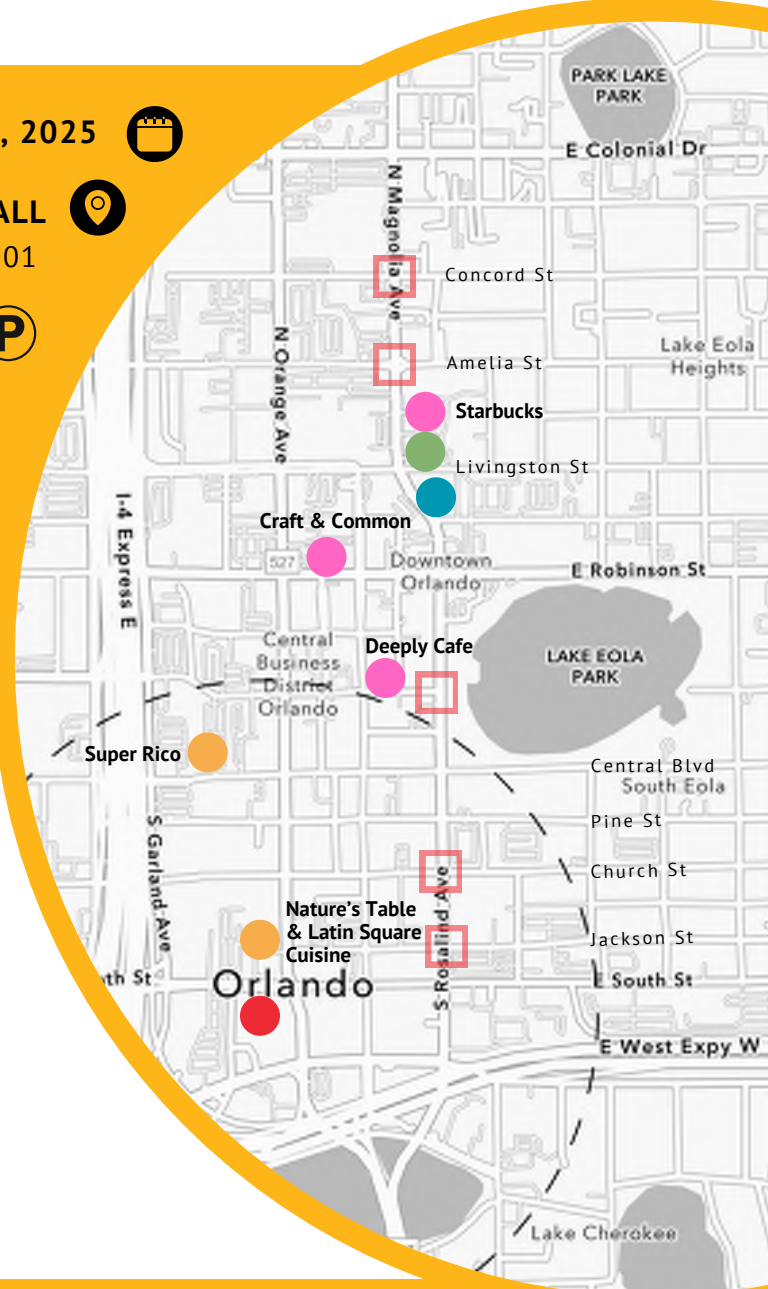 , 2025
ALL
01
P
PARK LAKE
PARK
E Colonial Dr
N Magnolia Ave
Concord St
N Orange Ave
Lake Eola
Heights
Amelia St
Starbucks
Livingston St
I-4 Express E
Craft & Common
527
Downtown
Orlando
E Robinson St
Central
Business
District
Orlando
Deeply Cafe
LAKE EOLA
PARK
Super Rico
Central Blvd
South Eola
Pine St
S Garland Ave
Church St
S Rosalind Ave
Nature's Table
& Latin Square
Cuisine
Jackson St
th St
Orlando
E South St
E West Expy W
Lake Cherokee